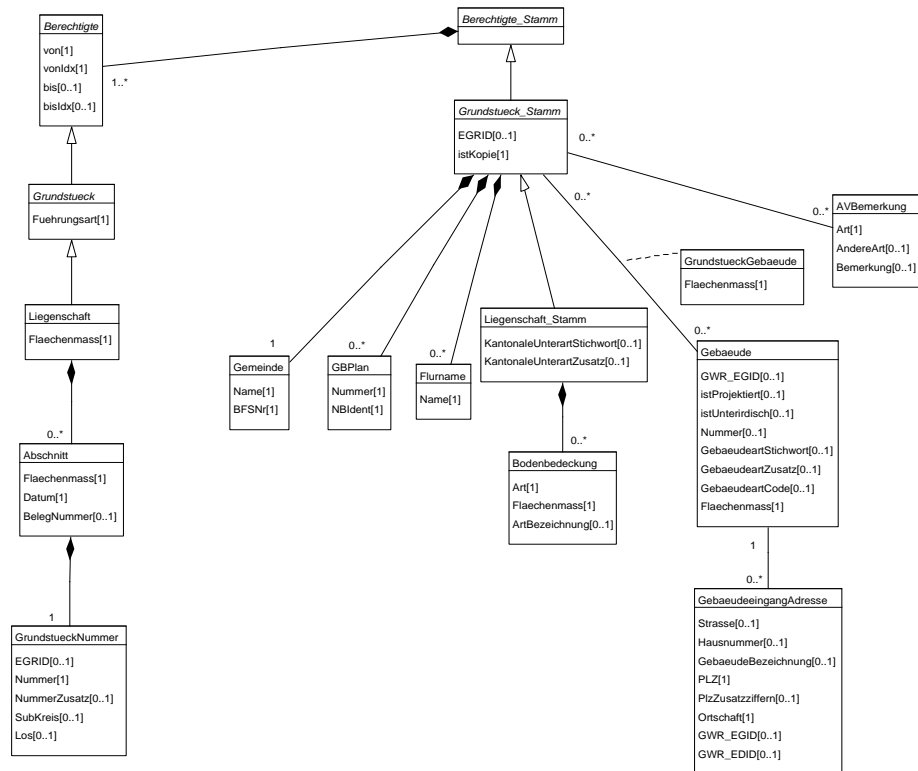 Berechtigte
von[1]
vonIdx[1]
bis[0..1]
bisIdx[0..1]
1..*
Berechtigte_Stamm
Grundstueck_Stamm
EGRID[0..1]
istKopie[1]
0..*
0..*
0..*
AVBemerkung
Art[1]
AndereArt[0..1]
Bemerkung[0..1]
Grundstueck
Fuehrungsart[1]
GrundstueckGebaeude
Flaechenmass[1]
Liegenschaft
Flaechenmass[1]
0..*
Abschnitt
Flaechenmass[1]
Datum[1]
BelegNummer[0..1]
1
GrundstueckNummer
EGRID[0..1]
Nummer[1]
NummerZusatz[0..1]
SubKreis[0..1]
Los[0..1]
1
Gemeinde
Name[1]
BFSNr[1]
0..*
GBPlan
Nummer[1]
NBIdent[1]
0..*
Flurname
Name[1]
Liegenschaft_Stamm
KantonaleUnterartStichwort[0..1]
KantonaleUnterartZusatz[0..1]
0..*
Bodenbedeckung
Art[1]
Flaechenmass[1]
ArtBezeichnung[0..1]
0..*
Gebaeude
GWR_EGID[0..1]
istProjektiert[0..1]
istUnterirdisch[0..1]
Nummer[0..1]
GebaeudeartStichwort[0..1]
GebaeudeartZusatz[0..1]
GebaeudeartCode[0..1]
Flaechenmass[1]
1
0..*
GebaeudeeingangAdresse
Strasse[0..1]
Hausnummer[0..1]
GebaeudeBezeichnung[0..1]
PLZ[1]
PlzZusatzziffern[0..1]
Ortschaft[1]
GWR_EGID[0..1]
GWR_EDID[0..1]